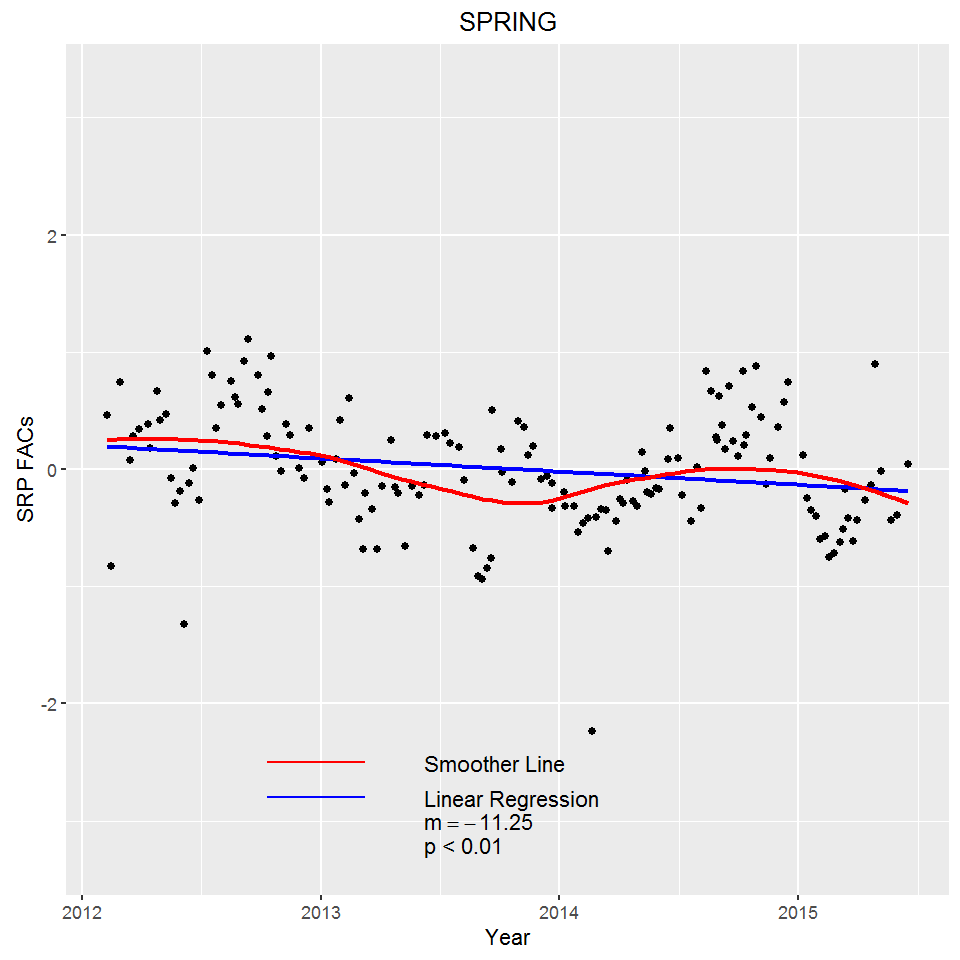 SPRING
2
0
-2
SRP FACs
Smoother Line
Linear Regression
m = −11.25
p < 0.01
2012 2013 2014 2015
Year